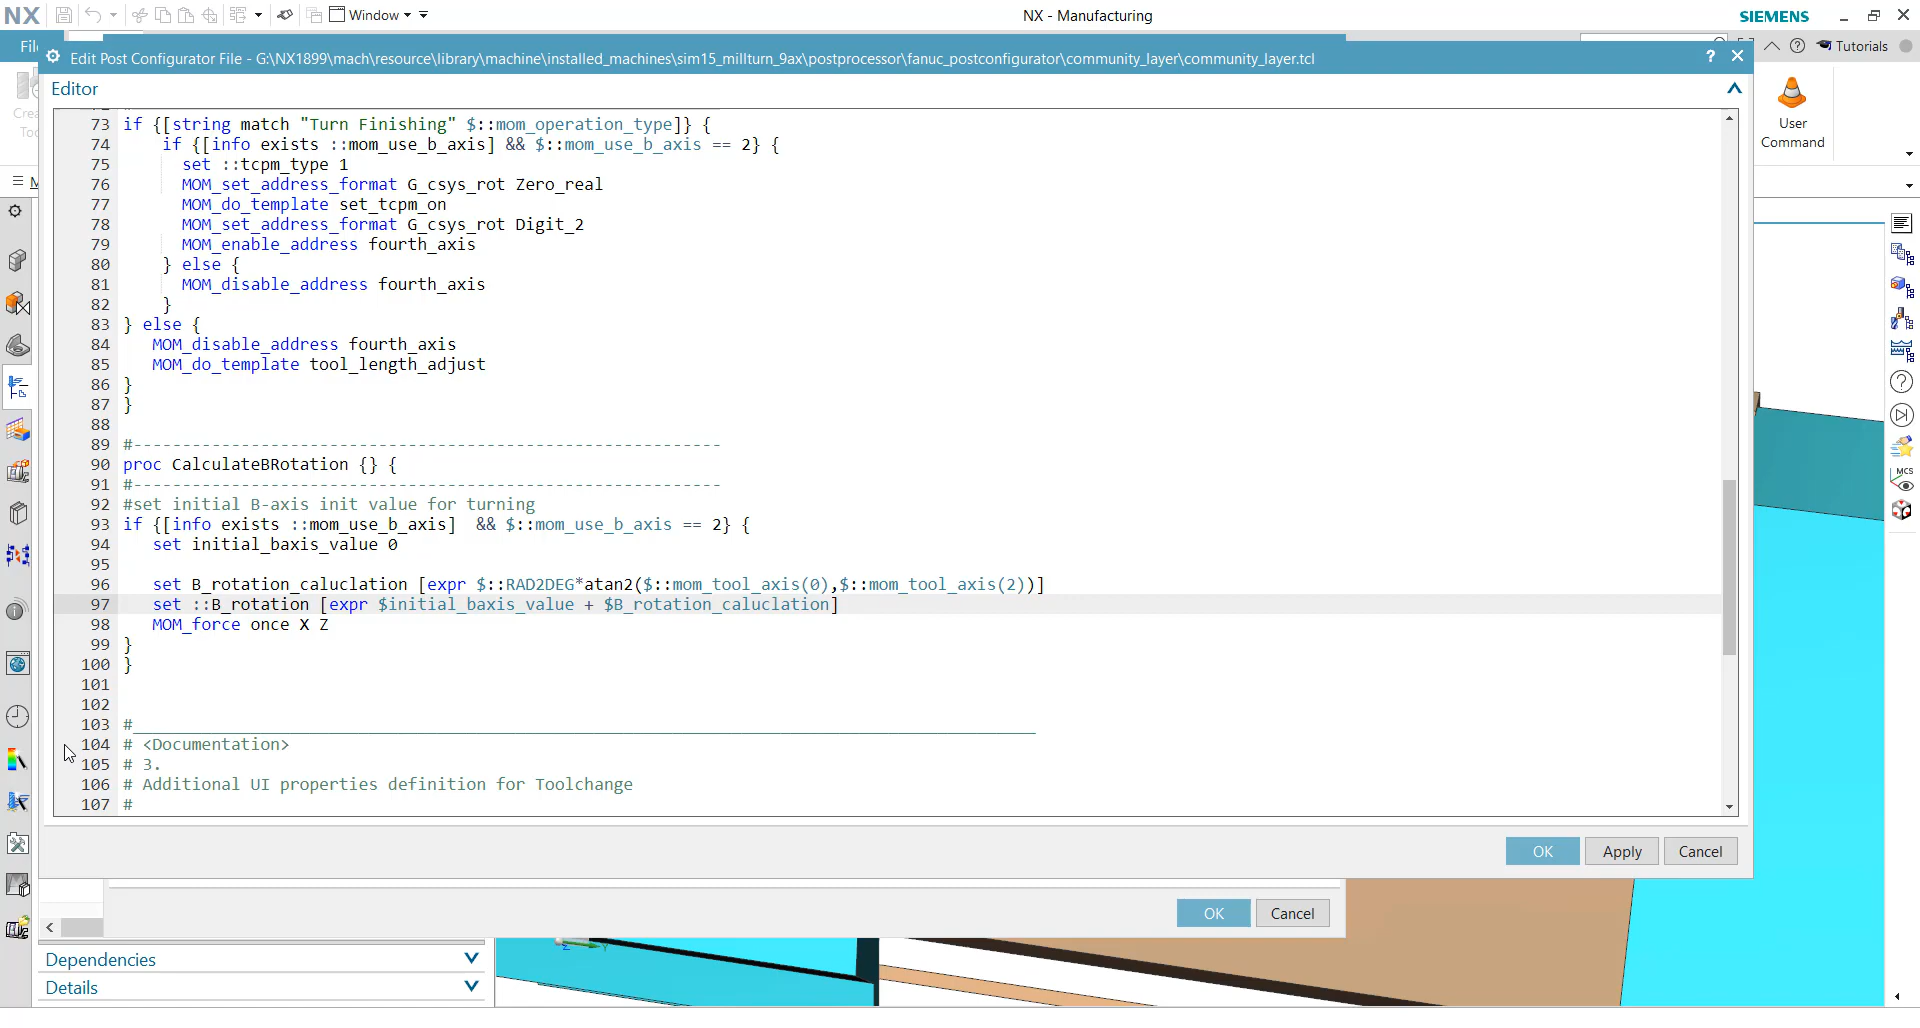 NX
Window
NX - Manufacturing
SIEMENS
Edit Post Configurator File - G:\NX1899\mach\resource\library\machine\installed_machines\sim15_millturn_9ax\postprocessor\fanuc_postconfigurator\community_layer\community_layer.tcl
Tutorials
Editor
User
Command
73 if {[string match "Turn Finishing" $::mom_operation_type]} {
74 if {[info exists ::mom_use_b_axis] && $::mom_use_b_axis == 2} {
75 set ::tcpm_type 1
76 MOM_set_address_format G_csys_rot Zero_real
77 MOM_do_template set_tcpm_on
78 MOM_set_address_format G_csys_rot Digit_2
79 MOM_enable_address fourth_axis
80 } else {
81 MOM_disable_address fourth_axis
82 }
83 } else {
84 MOM_disable_address fourth_axis
85 MOM_do_template tool_length_adjust
86 }
87 }
88
89 #------------------------------------------------------------
90 proc CalculateBRotation {} {
91 #------------------------------------------------------------
92 #set initial B-axis init value for turning
93 if {[info exists ::mom_use_b_axis]  && $::mom_use_b_axis == 2} {
94 set initial_baxis_value 0
95
96 set B_rotation_caluclation [expr $::RAD2DEG*atan2($::mom_tool_axis(0),$::mom_tool_axis(2))]
97 set ::B_rotation [expr $initial_baxis_value + $B_rotation_caluclation]
98 MOM_force once X Z
99 }
100 }
101
102
103 #____________________________________________________________
104 # <Documentation>
105 # 3.
106 # Additional UI properties definition for Toolchange
107 #
OK
Apply
Cancel
OK
Cancel
Dependencies
Details
MCS